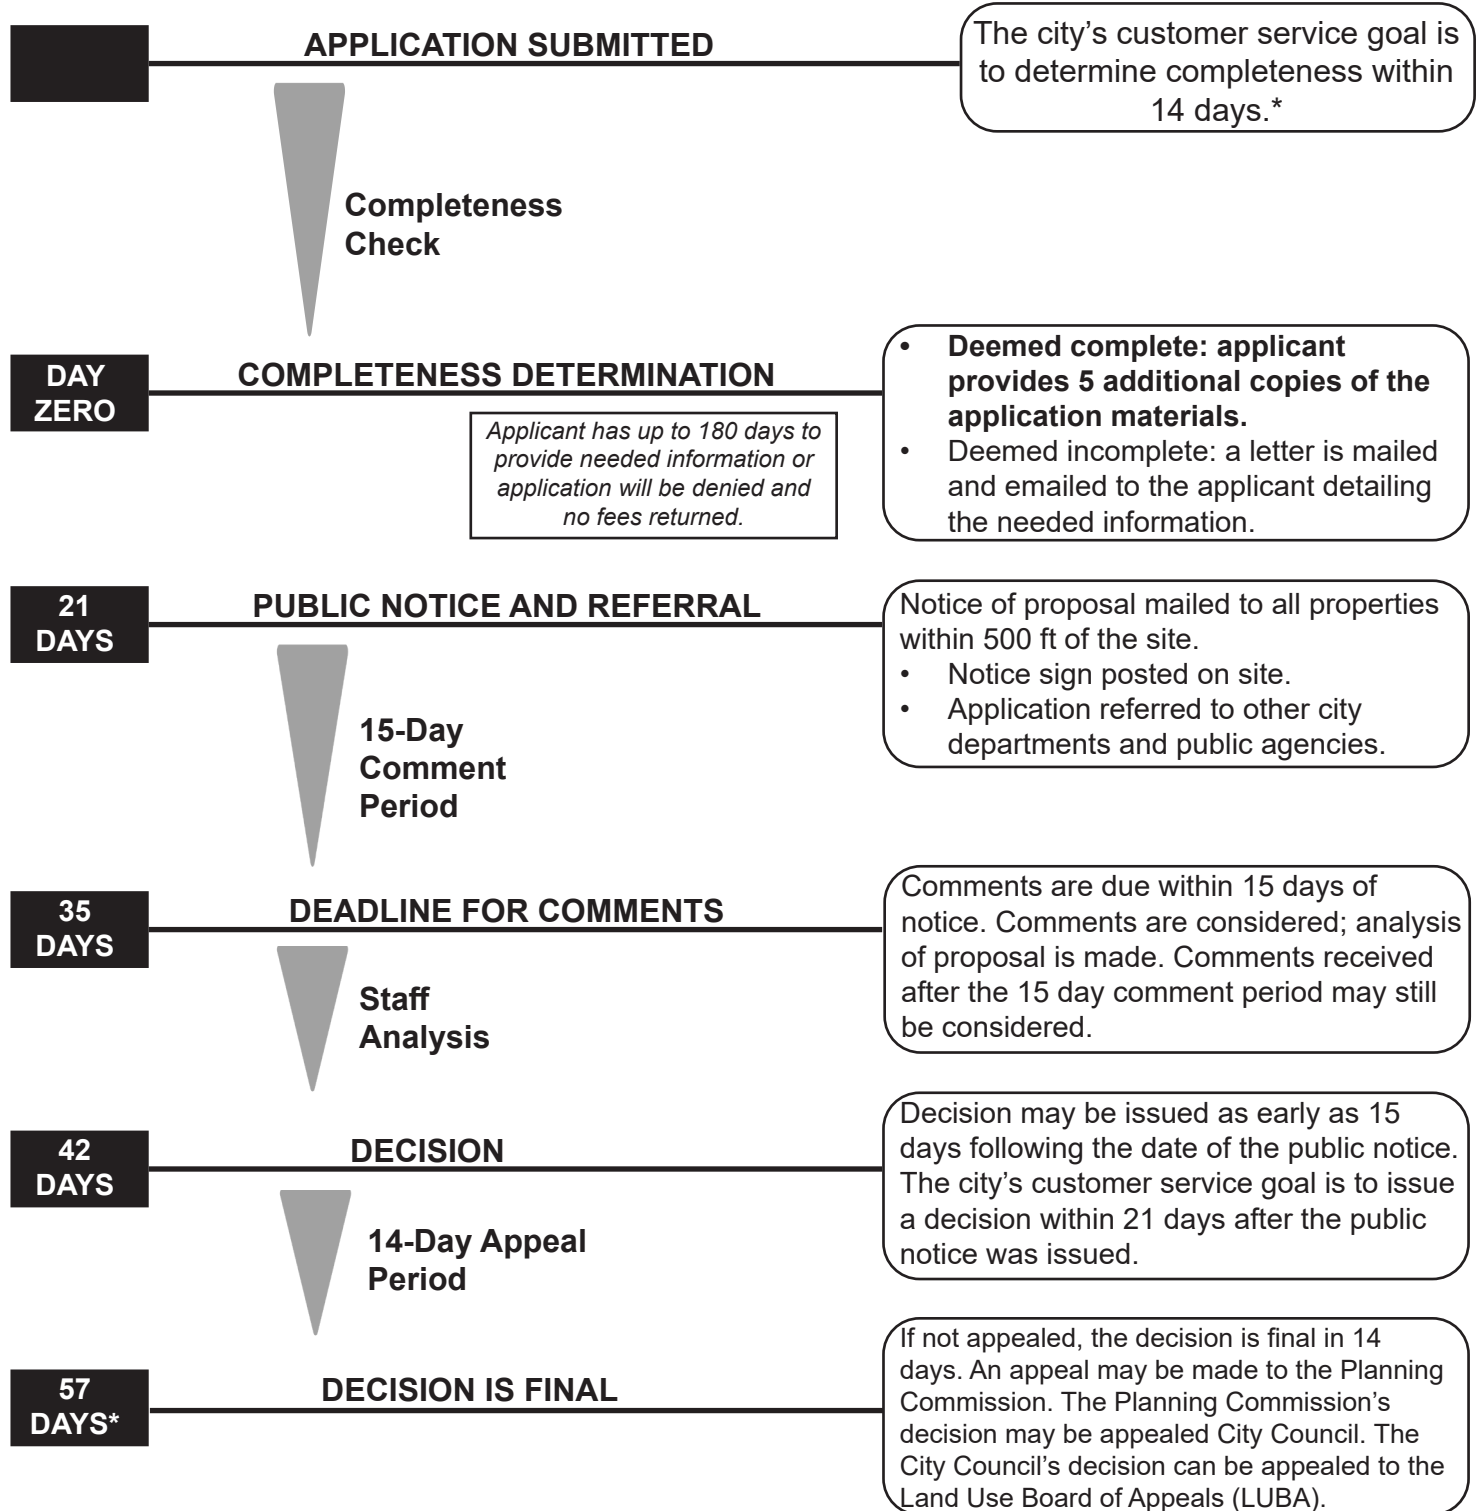 APPLICATION SUBMITTED
The city's customer service goal is
to determine completeness within
14 days.*
Completeness
Check
DAY
ZERO
COMPLETENESS DETERMINATION
Applicant has up to 180 days to
provide needed information or
application will be denied and
no fees returned.
• Deemed complete: applicant
provides 5 additional copies of the
application materials.
• Deemed incomplete: a letter is mailed
and emailed to the applicant detailing
the needed information.
21
DAYS
PUBLIC NOTICE AND REFERRAL
Notice of proposal mailed to all properties
within 500 ft of the site.
• Notice sign posted on site.
• Application referred to other city
departments and public agencies.
15-Day
Comment
Period
35
DAYS
DEADLINE FOR COMMENTS
Comments are due within 15 days of
notice. Comments are considered; analysis
of proposal is made. Comments received
after the 15 day comment period may still
be considered.
Staff
Analysis
42
DAYS
DECISION
Decision may be issued as early as 15
days following the date of the public notice.
The city's customer service goal is to issue
a decision within 21 days after the public
notice was issued.
14-Day Appeal
Period
57
DAYS*
DECISION IS FINAL
If not appealed, the decision is final in 14
days. An appeal may be made to the Planning
Commission. The Planning Commission's
decision may be appealed City Council. The
City Council's decision can be appealed to the
Land Use Board of Appeals (LUBA).